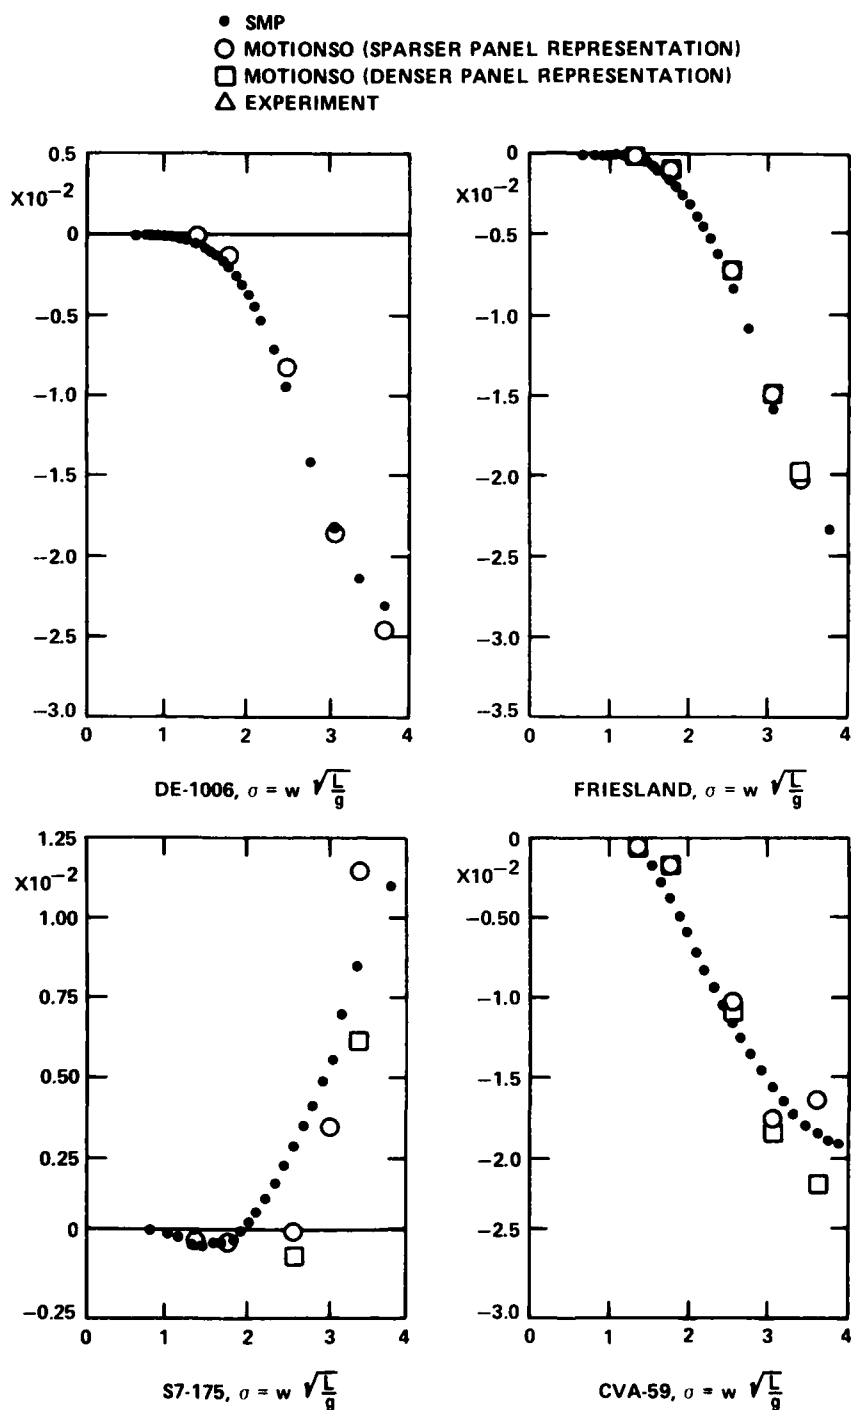 ● SMP
○ MOTIONSO (SPARSER PANEL REPRESENTATION)
□ MOTIONSO (DENSER PANEL REPRESENTATION)
△ EXPERIMENT
0.5
X10⁻²
0
−0.5
−1.0
−1.5
−2.0
−2.5
−3.0
0 1 2 3 4
DE-1006, σ = w √L/g
0
X10⁻²
−0.5
−1.0
−1.5
−2.0
−2.5
−3.0
−3.5
0 1 2 3 4
FRIESLAND, σ = w √L/g
1.25
X10⁻²
1.00
0.75
0.50
0.25
0
−0.25
0 1 2 3 4
S7-175, σ = w √L/g
0
X10⁻²
−0.50
−1.0
−1.5
−2.0
−2.5
−3.0
0 1 2 3 4
CVA-59, σ = w √L/g